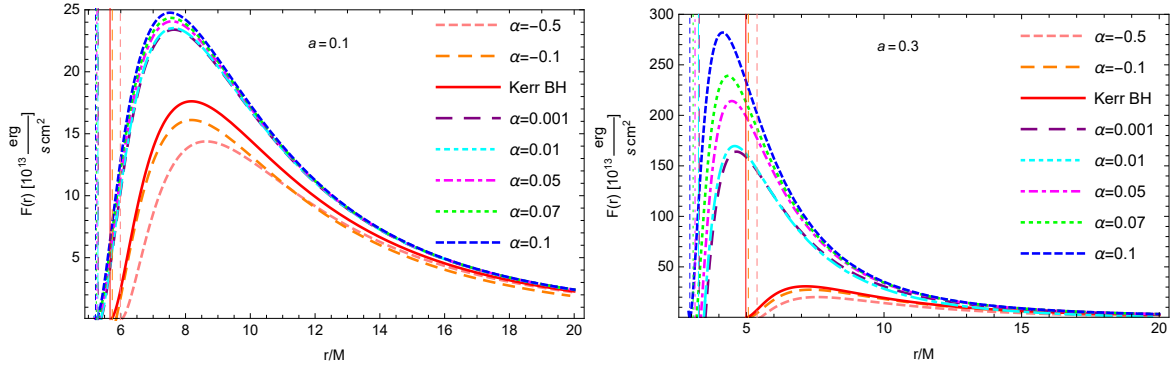 25
20
15
10
5
F(r) [10^13 erg/(s cm^2)]
a=0.1
α=-0.5
α=-0.1
Kerr BH
α=0.001
α=0.01
α=0.05
α=0.07
α=0.1
6 8 10 12 14 16 18 20
r/M
300
250
200
150
100
50
0
F(r) [10^13 erg/(s cm^2)]
a=0.3
α=-0.5
α=-0.1
Kerr BH
α=0.001
α=0.01
α=0.05
α=0.07
α=0.1
5 10 15 20
r/M